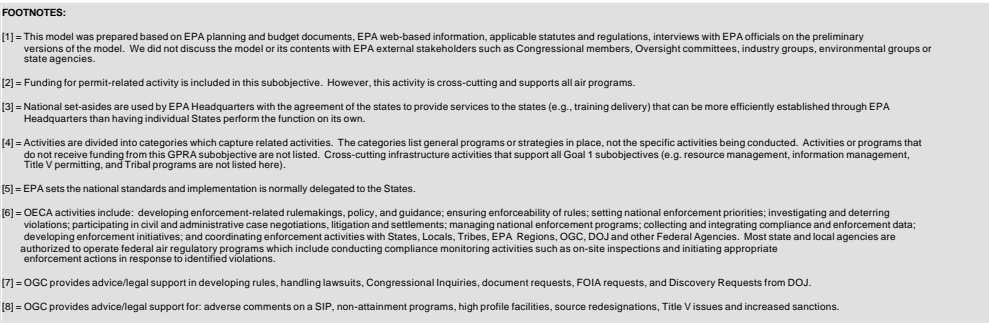 FOOTNOTES:
[1] = This model was prepared based on EPA planning and budget documents, EPA web-based information, applicable statutes and regulations, interviews with EPA officials on the preliminary
versions of the model. We did not discuss the model or its contents with EPA external stakeholders such as Congressional members, Oversight committees, industry groups, environmental groups or
state agencies.
[2] = Funding for permit-related activity is included in this subobjective. However, this activity is cross-cutting and supports all air programs.
[3] = National set-asides are used by EPA Headquarters with the agreement of the states to provide services to the states (e.g., training delivery) that can be more efficiently established through EPA
Headquarters than having individual States perform the function on its own.
[4] = Activities are divided into categories which capture related activities. The categories list general programs or strategies in place, not the specific activities being conducted. Activities or programs that
do not receive funding from this GPRA subobjective are not listed. Cross-cutting infrastructure activities that support all Goal 1 subobjectives (e.g. resource management, information management,
Title V permitting, and Tribal programs are not listed here).
[5] = EPA sets the national standards and implementation is normally delegated to the States.
[6] = OECA activities include: developing enforcement-related rulemakings, policy, and guidance; ensuring enforceability of rules; setting national enforcement priorities; investigating and deterring
violations; participating in civil and administrative case negotiations, litigation and settlements; managing national enforcement programs; collecting and integrating compliance and enforcement data;
developing enforcement initiatives; and coordinating enforcement activities with States, Locals, Tribes, EPA Regions, OGC, DOJ and other Federal Agencies. Most state and local agencies are
authorized to operate federal air regulatory programs which include conducting compliance monitoring activities such as on-site inspections and initiating appropriate
enforcement actions in response to identified violations.
[7] = OGC provides advice/legal support in developing rules, handling lawsuits, Congressional Inquiries, document requests, FOIA requests, and Discovery Requests from DOJ.
[8] = OGC provides advice/legal support for: adverse comments on a SIP, non-attainment programs, high profile facilities, source redesignations, Title V issues and increased sanctions.